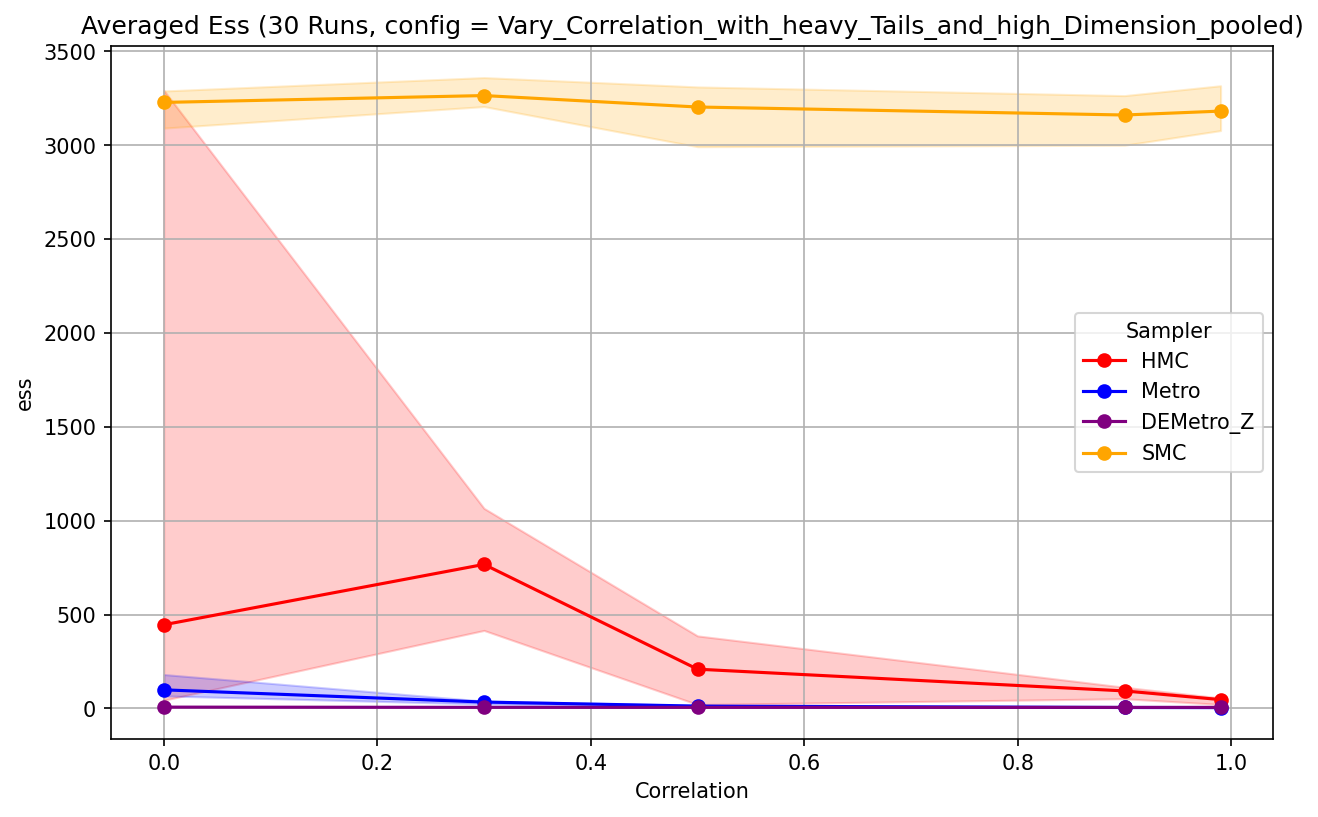 Averaged Ess (30 Runs, config = Vary_Correlation_with_heavy_Tails_and_high_Dimension_pooled)
3500
3000
2500
2000
1500
1000
500
0
ess
Sampler
HMC
Metro
DEMetro_Z
SMC
0.0 0.2 0.4 0.6 0.8 1.0
Correlation